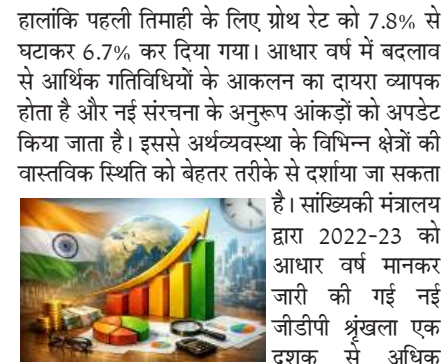 हालांकि पहली तिमाही के लिए ग्रोथ रेट को 7.8% से
घटाकर 6.7% कर दिया गया। आधार वर्ष में बदलाव
से आर्थिक गतिविधियों के आकलन का दायरा व्यापक
होता है और नई संरचना के अनुरूप आंकड़ों को अपडेट
किया जाता है। इससे अर्थव्यवस्था के विभिन्न क्षेत्रों की
वास्तविक स्थिति को बेहतर तरीके से दर्शाया जा सकता
है। सांख्यिकी मंत्रालय
द्वारा 2022-23 को
आधार वर्ष मानकर
जारी की गई नई
जीडीपी श्रृंखला एक
दशक से अधिक